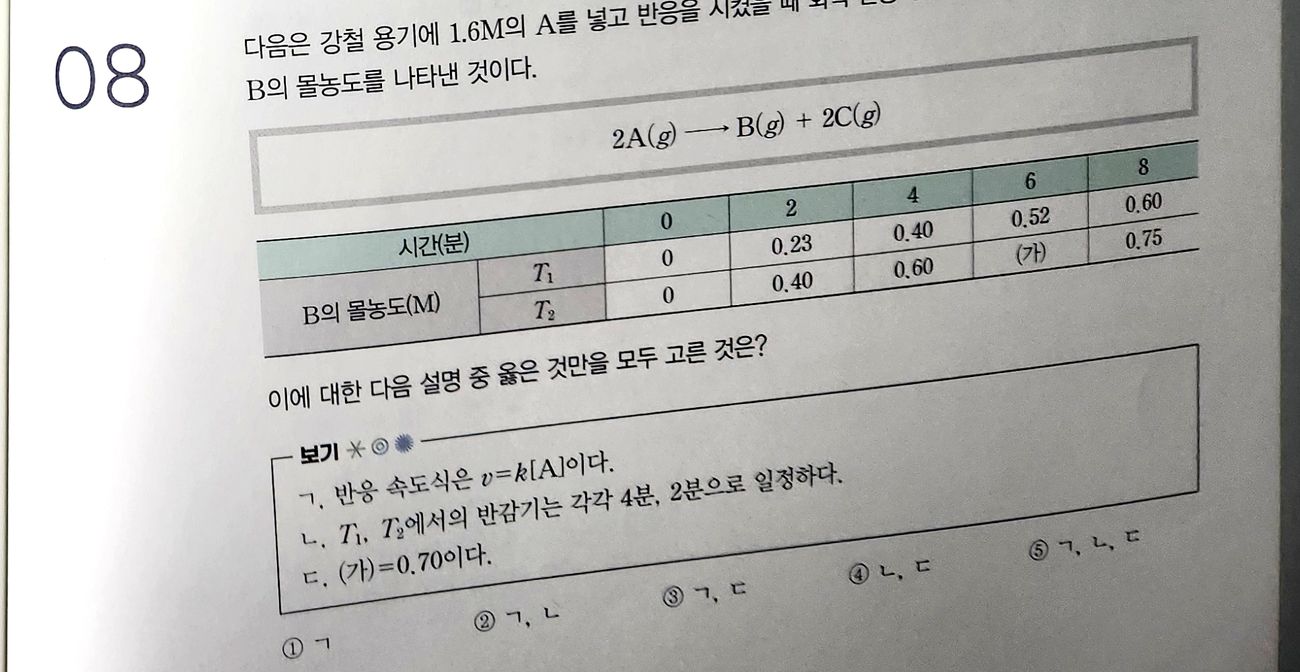 08
다음은 강철 용기에 1.6M의 A를 넣고 반응을 시켰을 때
B의 몰농도를 나타낸 것이다.
2A(g) ⟶ B(g) + 2C(g)
시간(분) 0 2 4 6 8
B의 몰농도(M) T₁ 0 0.23 0.40 0.52 0.60
T₂ 0 0.40 0.60 (가) 0.75
이에 대한 다음 설명 중 옳은 것만을 모두 고른 것은?
보기
ㄱ. 반응 속도식은 v=k[A]이다.
ㄴ. T₁, T₂에서의 반감기는 각각 4분, 2분으로 일정하다.
ㄷ. (가)=0.70이다.
① ㄱ ② ㄱ, ㄴ ③ ㄱ, ㄷ ④ ㄴ, ㄷ ⑤ ㄱ, ㄴ, ㄷ